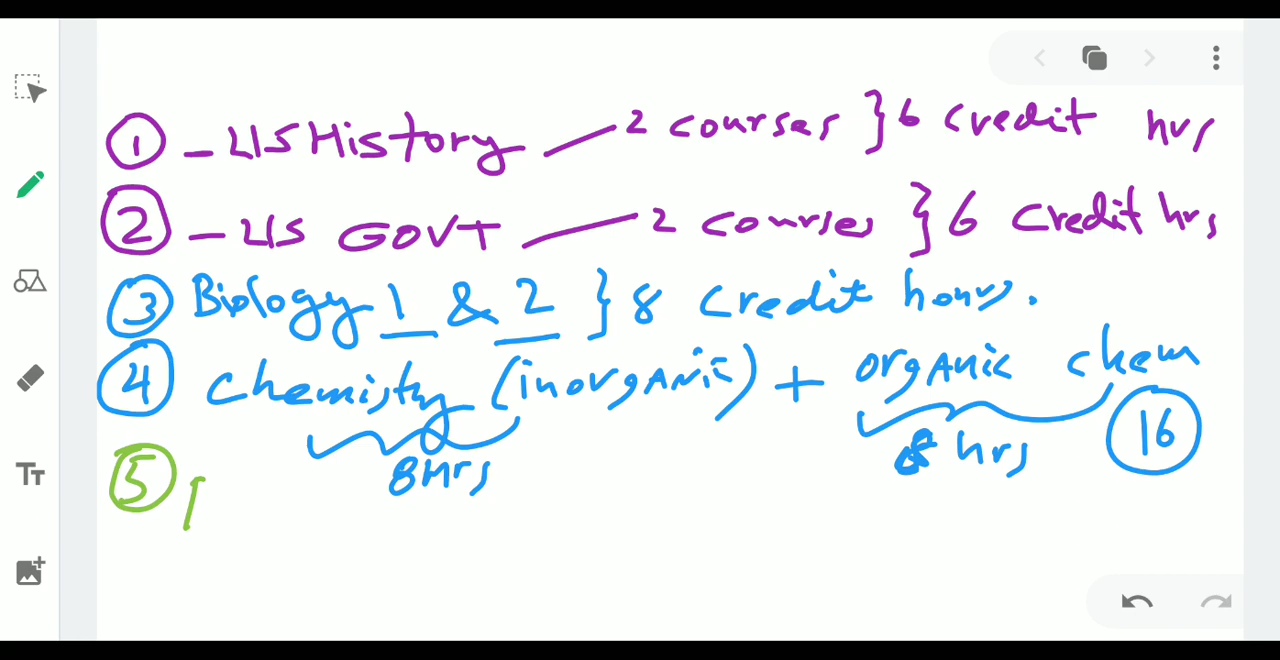 ① - US History — 2 courses } 6 credit hrs
② - US GOVT — 2 courses } 6 credit hrs
③ Biology 1 & 2 } 8 credit hours.
④ Chemistry (inorganic) + organic chem
8 Hrs 8 hrs 16
⑤
Tт